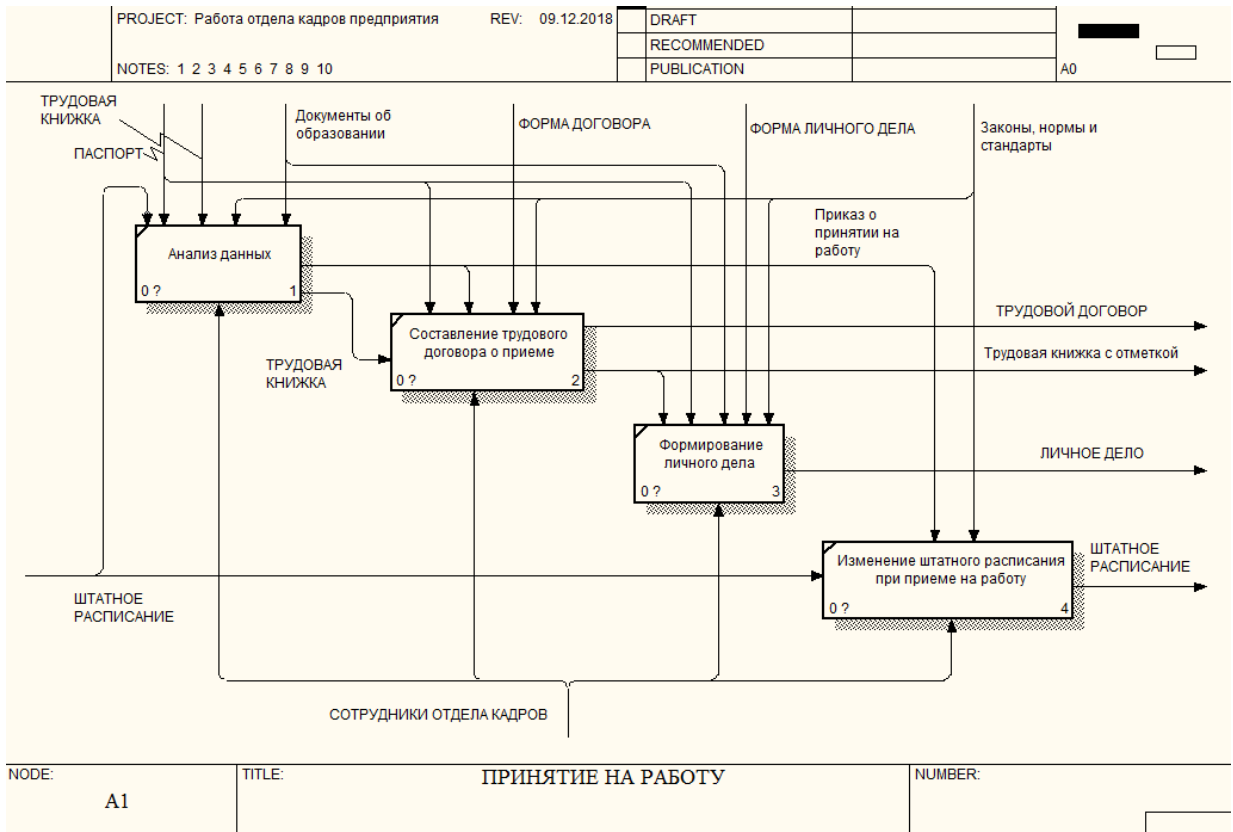 PROJECT: Работа отдела кадров предприятия
REV: 09.12.2018
DRAFT
RECOMMENDED
NOTES: 1 2 3 4 5 6 7 8 9 10
PUBLICATION
A0
ТРУДОВАЯ
КНИЖКА
ПАСПОРТ
Документы об
образовании
ФОРМА ДОГОВОРА
ФОРМА ЛИЧНОГО ДЕЛА
Законы, нормы и
стандарты
Приказ о
принятии на
работу
Анализ данных
0 ? 1
ТРУДОВАЯ
КНИЖКА
Составление трудового
договора о приеме
0 ? 2
ТРУДОВОЙ ДОГОВОР
Трудовая книжка с отметкой
Формирование
личного дела
0 ? 3
ЛИЧНОЕ ДЕЛО
Изменение штатного расписания
при приеме на работу
0 ? 4
ШТАТНОЕ
РАСПИСАНИЕ
ШТАТНОЕ
РАСПИСАНИЕ
СОТРУДНИКИ ОТДЕЛА КАДРОВ
NODE:
A1
TITLE:
ПРИНЯТИЕ НА РАБОТУ
NUMBER: